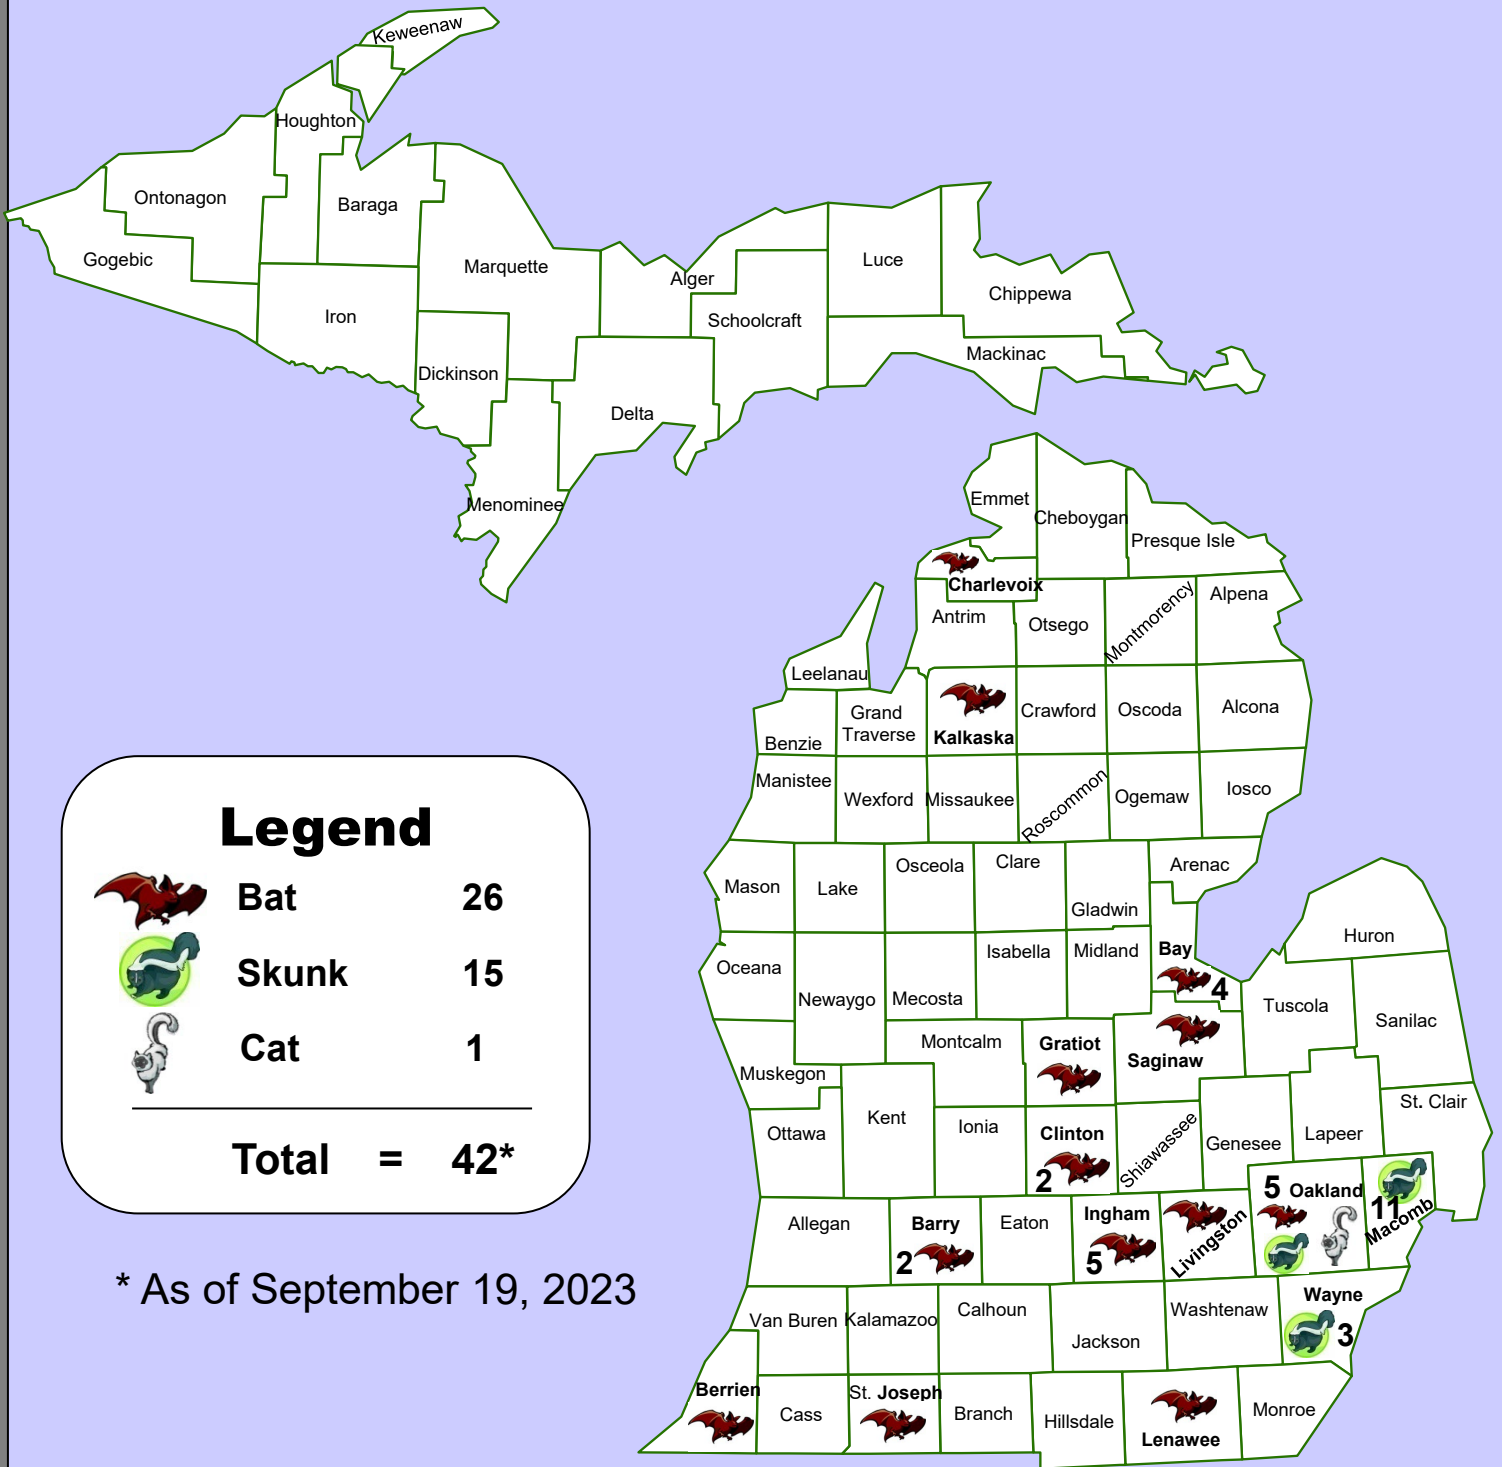 Keweenaw
Houghton
Ontonagon
Baraga
Gogebic
Marquette
Luce
Alger
Chippewa
Iron
Schoolcraft
Mackinac
Dickinson
Delta
Menominee
Emmet
Cheboygan
Presque Isle
Charlevoix
Antrim
Otsego
Montmorency
Alpena
Leelanau
Benzie
Grand
Traverse
Kalkaska
Crawford
Oscoda
Alcona
Manistee
Wexford
Missaukee
Roscommon
Ogemaw
Iosco
Mason
Lake
Osceola
Clare
Gladwin
Arenac
Huron
Oceana
Newaygo
Mecosta
Isabella
Midland
Bay
4
Tuscola
Sanilac
Muskegon
Montcalm
Gratiot
Saginaw
Ottawa
Kent
Ionia
Clinton
2
Shiawassee
Genesee
Lapeer
St. Clair
Allegan
Barry
2
Eaton
Ingham
5
Livingston
5 Oakland
11
Macomb
Van Buren
Kalamazoo
Calhoun
Jackson
Washtenaw
Wayne
3
Berrien
Cass
St. Joseph
Branch
Hillsdale
Lenawee
Monroe
Legend
Bat 26
Skunk 15
Cat 1
Total = 42*
* As of September 19, 2023